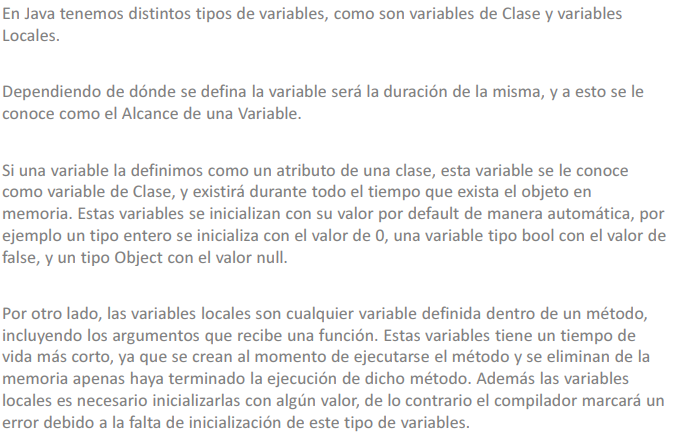 En Java tenemos distintos tipos de variables, como son variables de Clase y variables
Locales.
Dependiendo de dónde se defina la variable será la duración de la misma, y a esto se le
conoce como el Alcance de una Variable.
Si una variable la definimos como un atributo de una clase, esta variable se le conoce
como variable de Clase, y existirá durante todo el tiempo que exista el objeto en
memoria. Estas variables se inicializan con su valor por default de manera automática, por
ejemplo un tipo entero se inicializa con el valor de 0, una variable tipo bool con el valor de
false, y un tipo Object con el valor null.
Por otro lado, las variables locales son cualquier variable definida dentro de un método,
incluyendo los argumentos que recibe una función. Estas variables tiene un tiempo de
vida más corto, ya que se crean al momento de ejecutarse el método y se eliminan de la
memoria apenas haya terminado la ejecución de dicho método. Además las variables
locales es necesario inicializarlas con algún valor, de lo contrario el compilador marcará un
error debido a la falta de inicialización de este tipo de variables.